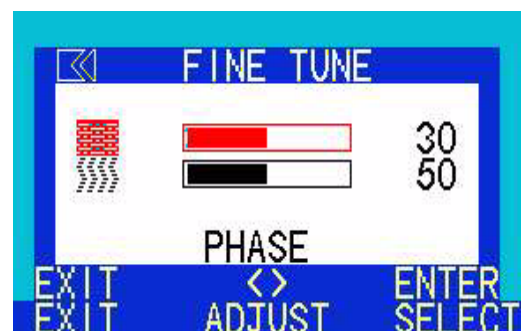 FINE TUNE
30
50
PHASE
EXIT <> ENTER
EXIT ADJUST SELECT